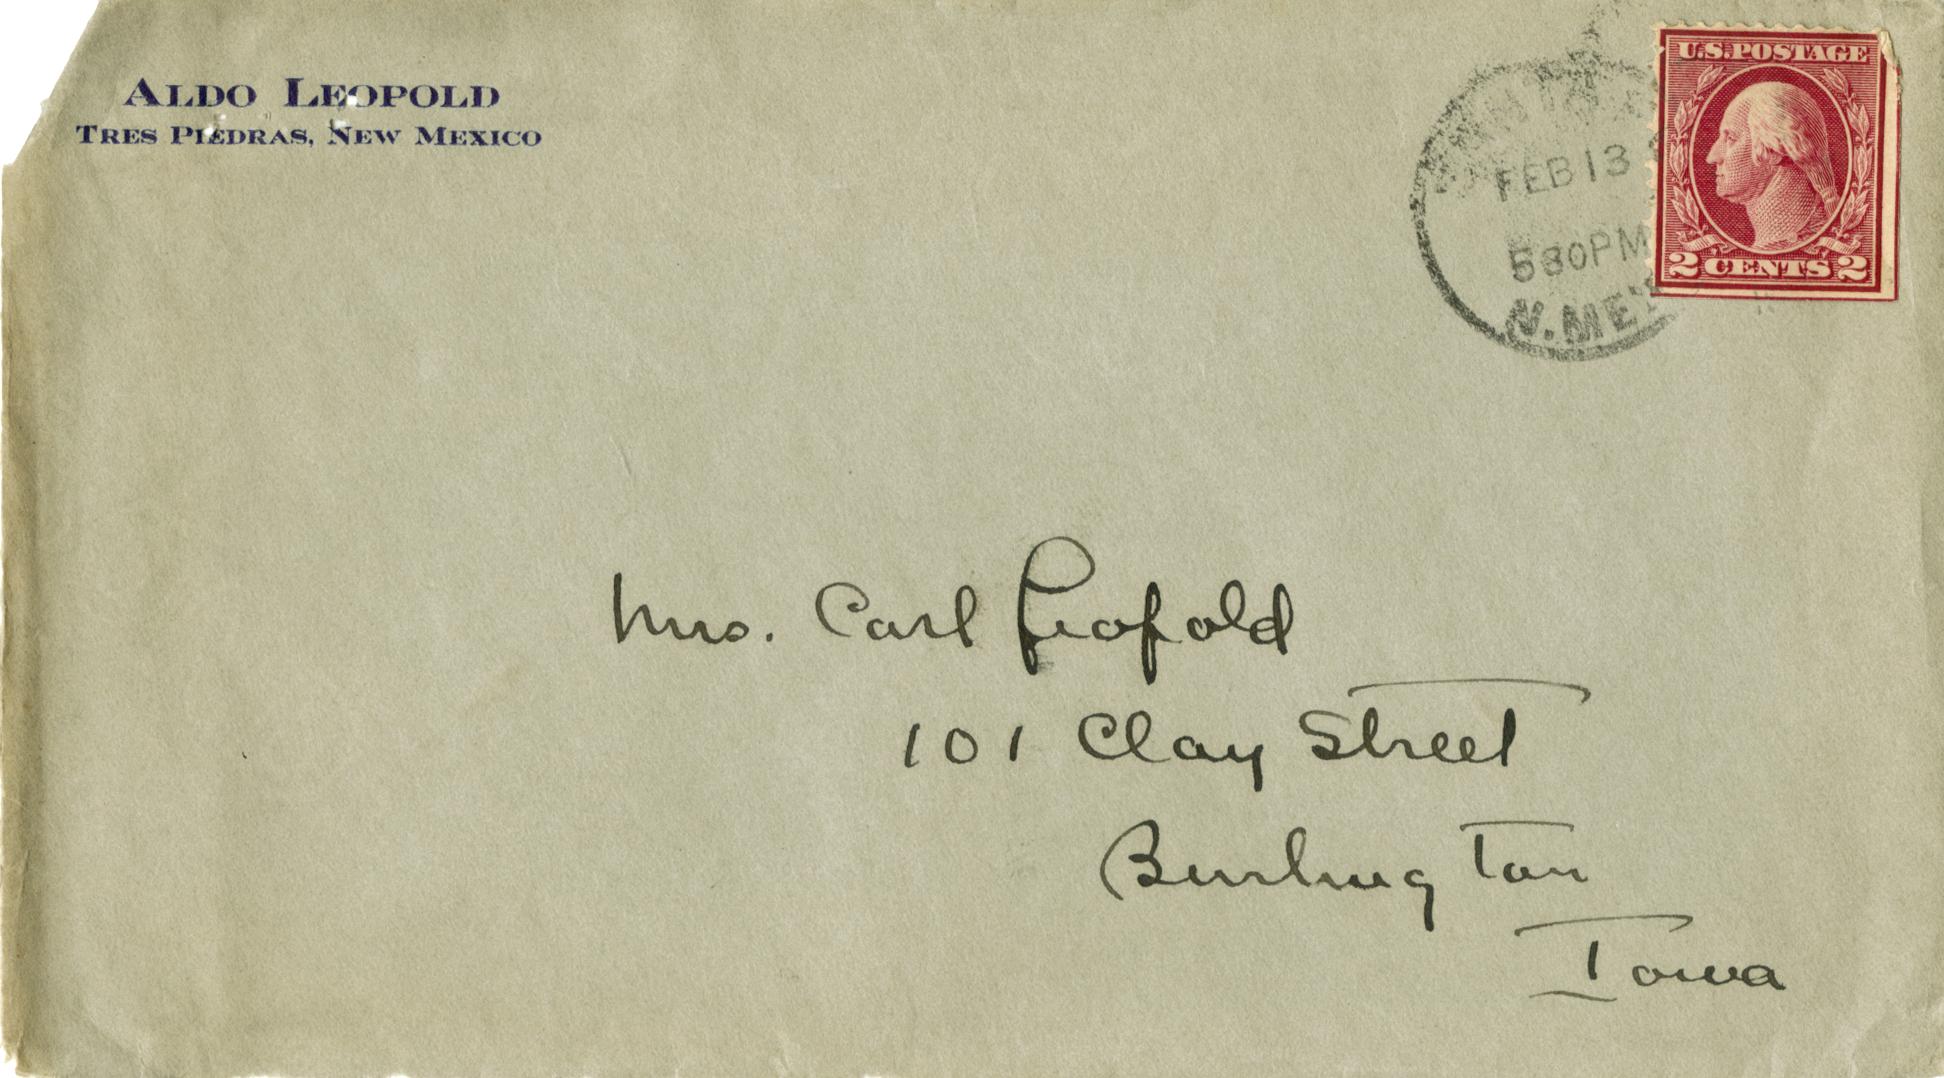 ALDO LEOPOLD
TRES PIEDRAS, NEW MEXICO
FEB 13
530PM
N.MEX
U.S. POSTAGE
2 CENTS 2
Mrs. Carl Leopold
101 Clay Street
Burlington
Iowa